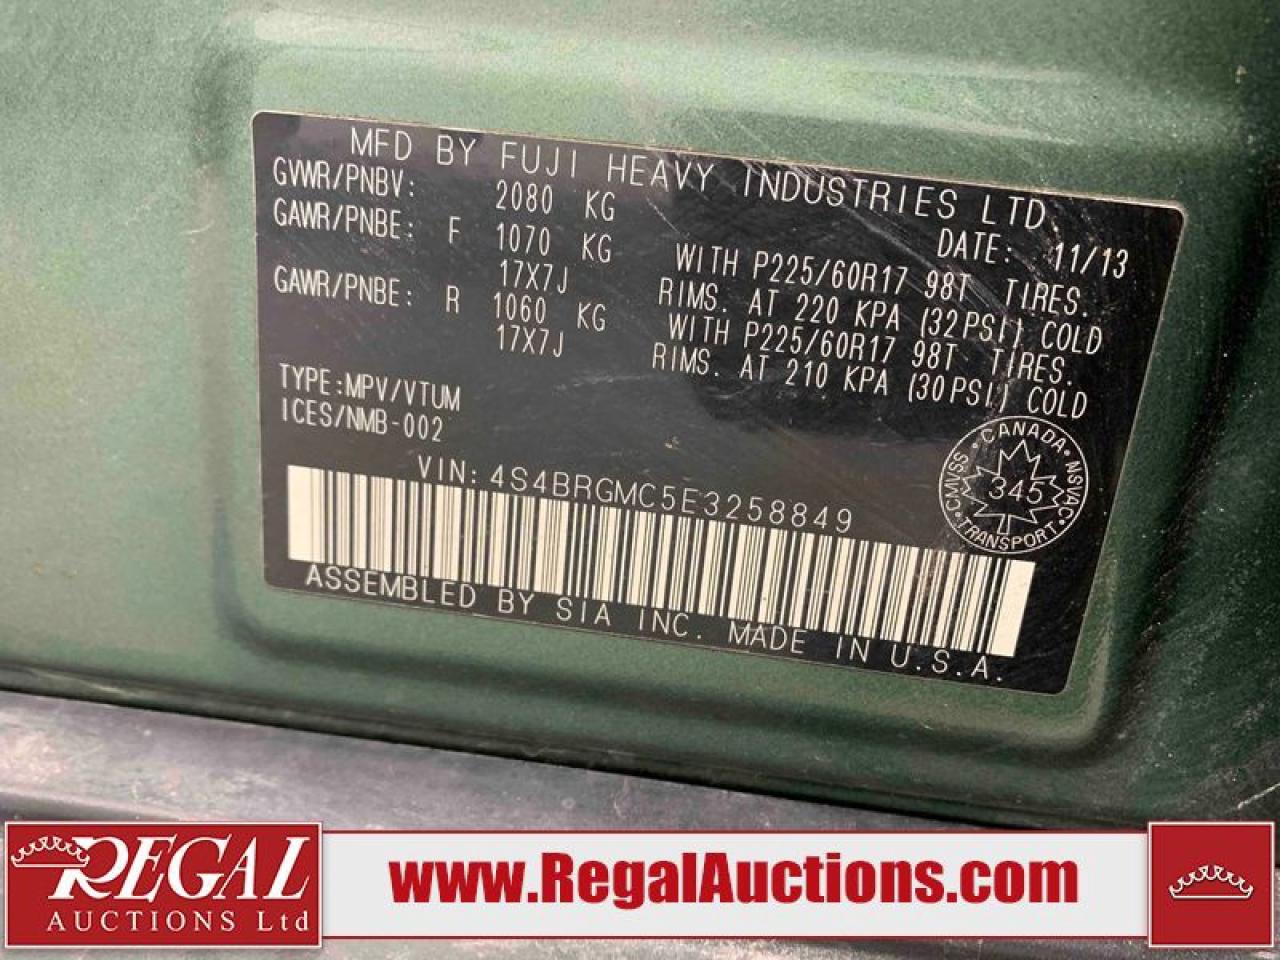 MFD BY FUJI HEAVY INDUSTRIES LTD
GVWR/PNBV: 2080 KG DATE: 11/13
GAWR/PNBE: F 1070 KG WITH P225/60R17 98T TIRES.
17X7J RIMS. AT 220 KPA (32PSI) COLD
GAWR/PNBE: R 1060 KG WITH P225/60R17 98T TIRES.
17X7J RIMS. AT 210 KPA (30PSI) COLD
TYPE:MPV/VTUM
ICES/NMB-002
VIN: 4S4BRGMC5E3258849
CANADA
CMVSS 345 NSVAC
TRANSPORT
ASSEMBLED BY SIA INC. MADE IN U.S.A.
REGAL
AUCTIONS Ltd
www.RegalAuctions.com